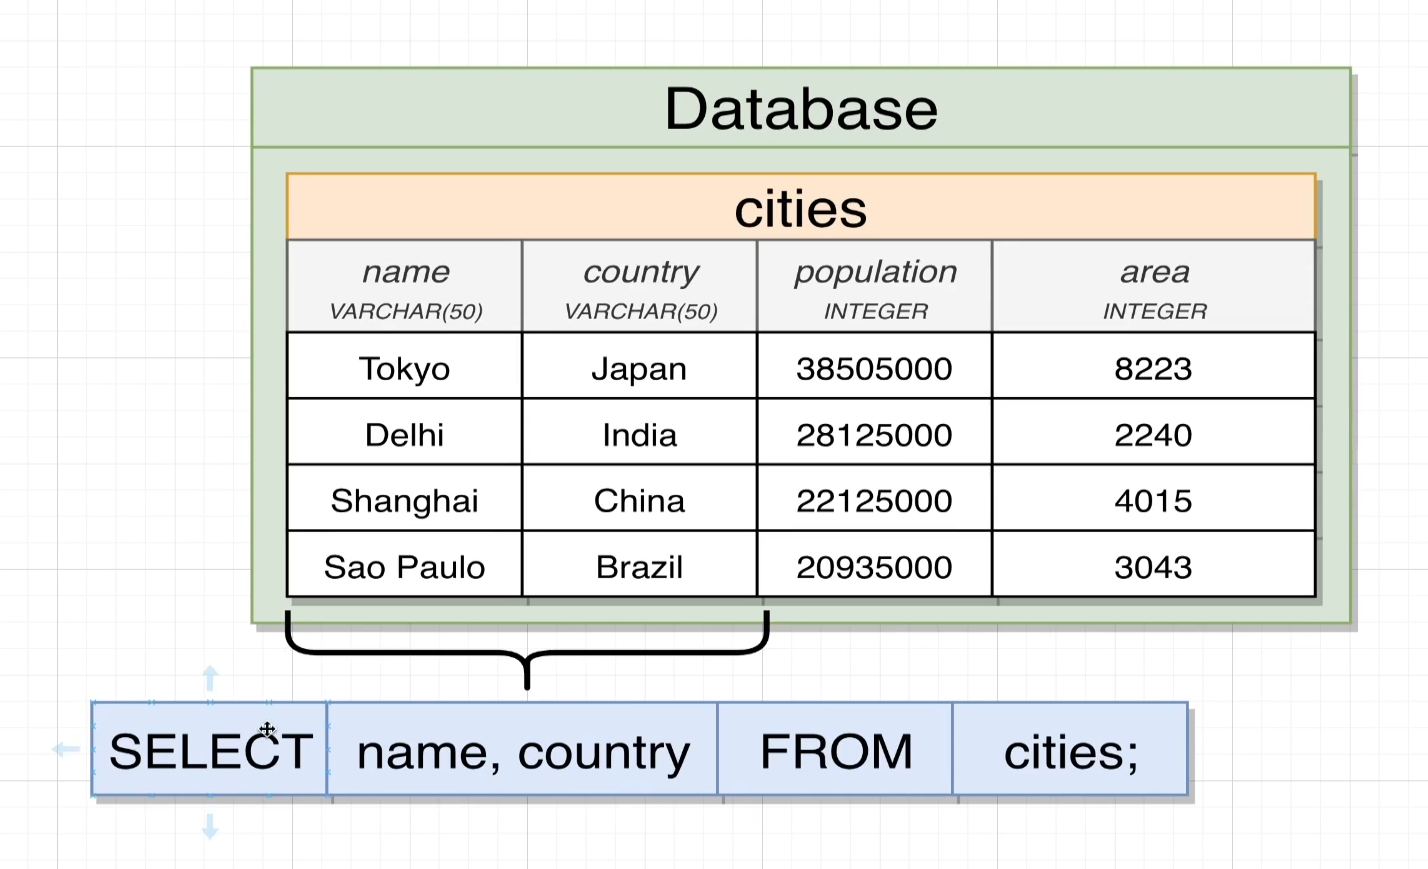 Database
cities
name country population area
VARCHAR(50) VARCHAR(50) INTEGER INTEGER
Tokyo Japan 38505000 8223
Delhi India 28125000 2240
Shanghai China 22125000 4015
Sao Paulo Brazil 20935000 3043
SELECT name, country FROM cities;